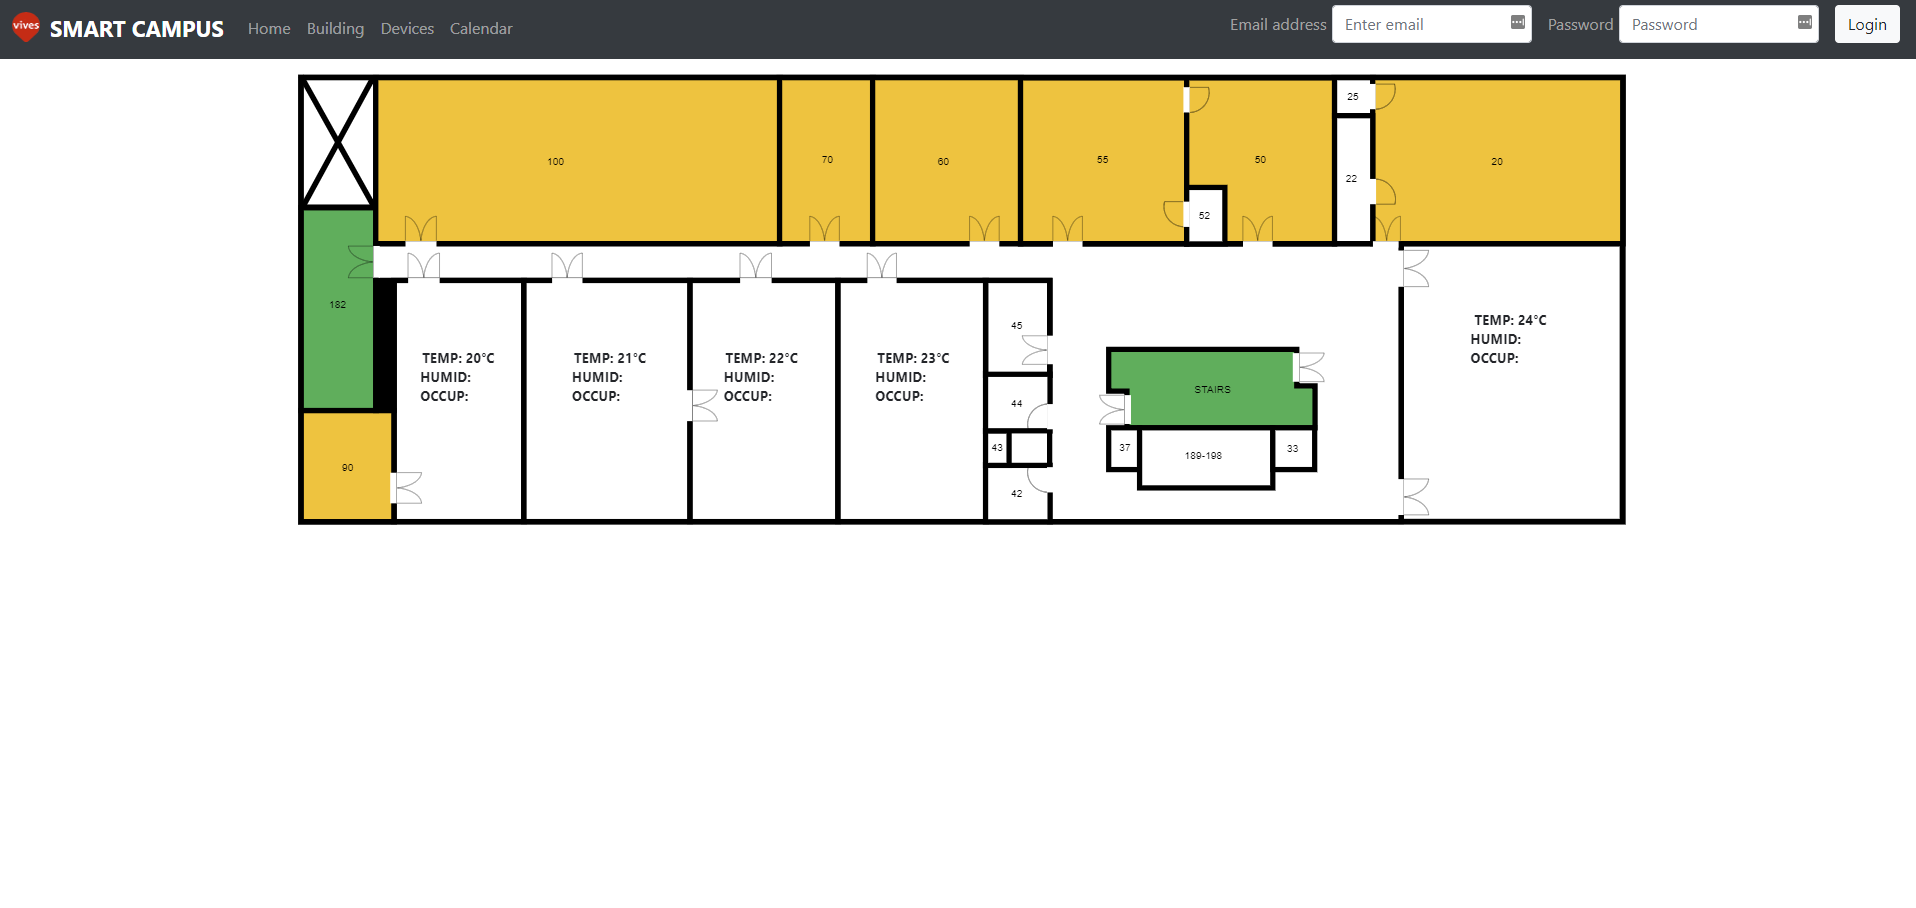 vives SMART CAMPUS Home Building Devices Calendar Email address Enter email Password Password Login
25
100
70
60
55
50
20
22
52
182
TEMP: 24°C
HUMID:
OCCUP:
45
TEMP: 20°C
HUMID:
OCCUP:
TEMP: 21°C
HUMID:
OCCUP:
TEMP: 22°C
HUMID:
OCCUP:
TEMP: 23°C
HUMID:
OCCUP:
STAIRS
44
43
37
189-198
33
90
42